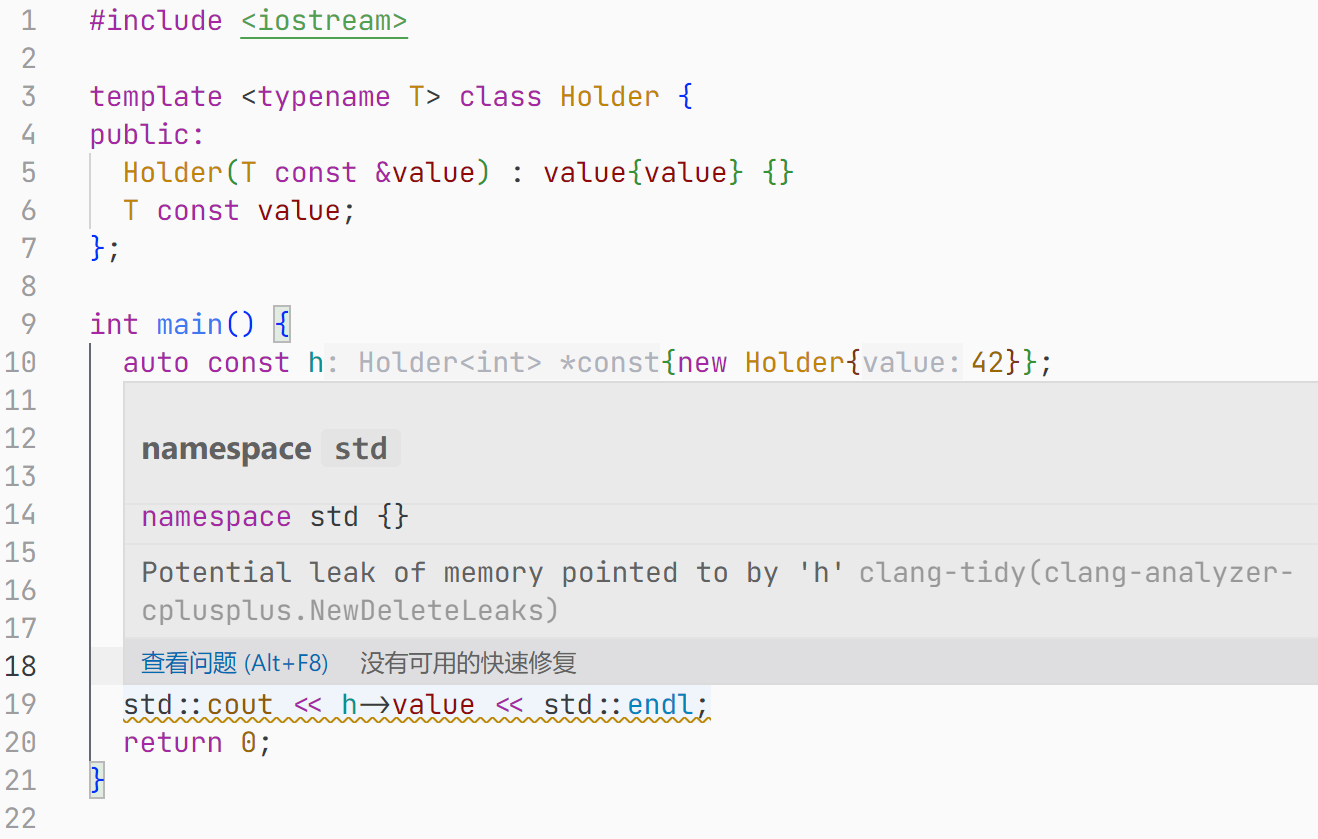 1 #include <iostream>
2
3 template <typename T> class Holder {
4 public:
5   Holder(T const &value) : value{value} {}
6   T const value;
7 };
8
9 int main() {
10   auto const h: Holder<int> *const{new Holder{value: 42}};
11
12
13
14
15
16
17
18
namespace std
namespace std {}
Potential leak of memory pointed to by 'h' clang-tidy(clang-analyzer-
cplusplus.NewDeleteLeaks)
查看问题 (Alt+F8) 没有可用的快速修复
19   std::cout << h->value << std::endl;
20   return 0;
21 }
22